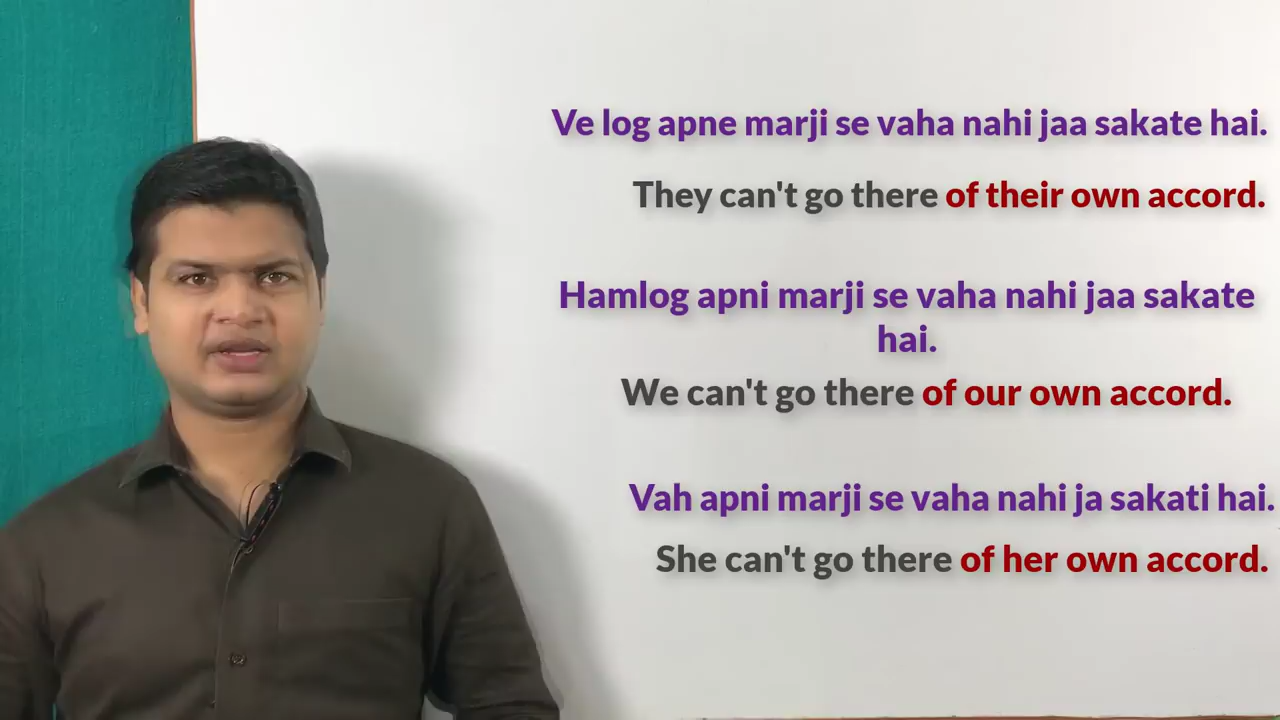 Ve log apne marji se vaha nahi jaa sakate hai.
They can't go there of their own accord.
Hamlog apni marji se vaha nahi jaa sakate
hai.
We can't go there of our own accord.
Vah apni marji se vaha nahi ja sakati hai.
She can't go there of her own accord.